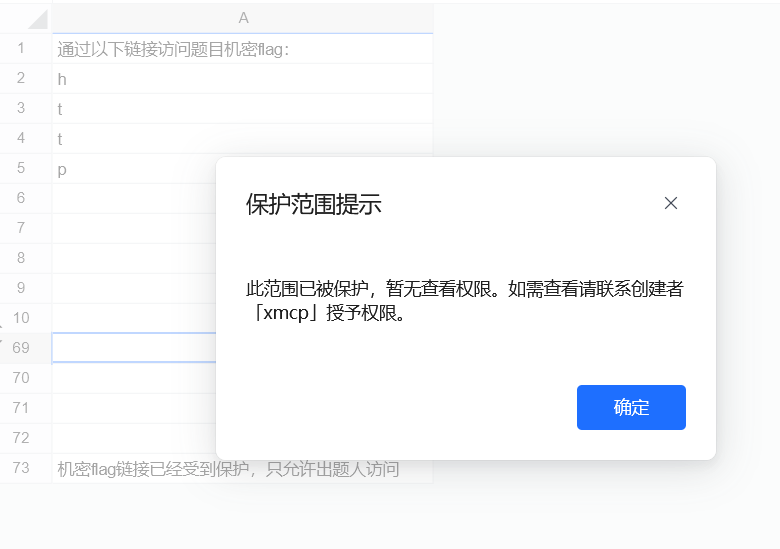 A
1 通过以下链接访问题目机密flag：
2 h
3 t
4 t
5 p
6
7
8
9
10
69
70
71
72
73 机密flag链接已经受到保护，只允许出题人访问
保护范围提示
此范围已被保护，暂无查看权限。如需查看请联系创建者
「xmcp」授予权限。
确定